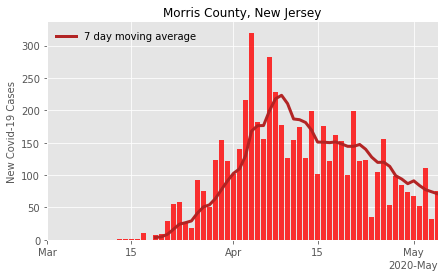 Morris County, New Jersey
7 day moving average
New Covid-19 Cases
300
250
200
150
100
50
0
Mar
15
Apr
15
May
2020-May